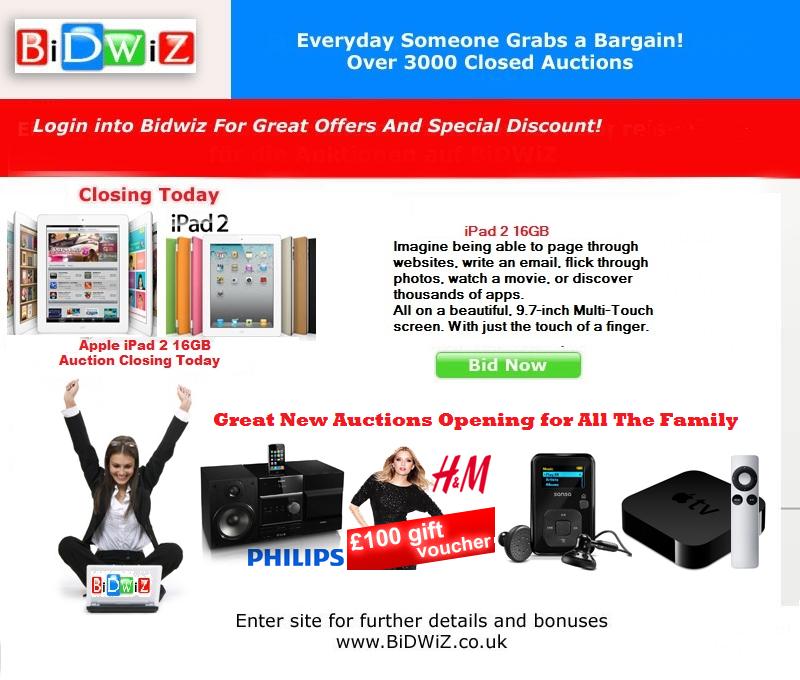 BiDWiZ
Everyday Someone Grabs a Bargain!
Over 3000 Closed Auctions
Login into Bidwiz For Great Offers And Special Discount!
Closing Today
iPad 2
Apple iPad 2 16GB
Auction Closing Today
iPad 2 16GB
Imagine being able to page through
websites, write an email, flick through
photos, watch a movie, or discover
thousands of apps.
All on a beautiful, 9.7-inch Multi-Touch
screen. With just the touch of a finger.
Bid Now
Great New Auctions Opening for All The Family
PHILIPS
H&M
£100 gift
voucher
sansa
tv
BiDWiZ
Enter site for further details and bonuses
www.BiDWiZ.co.uk